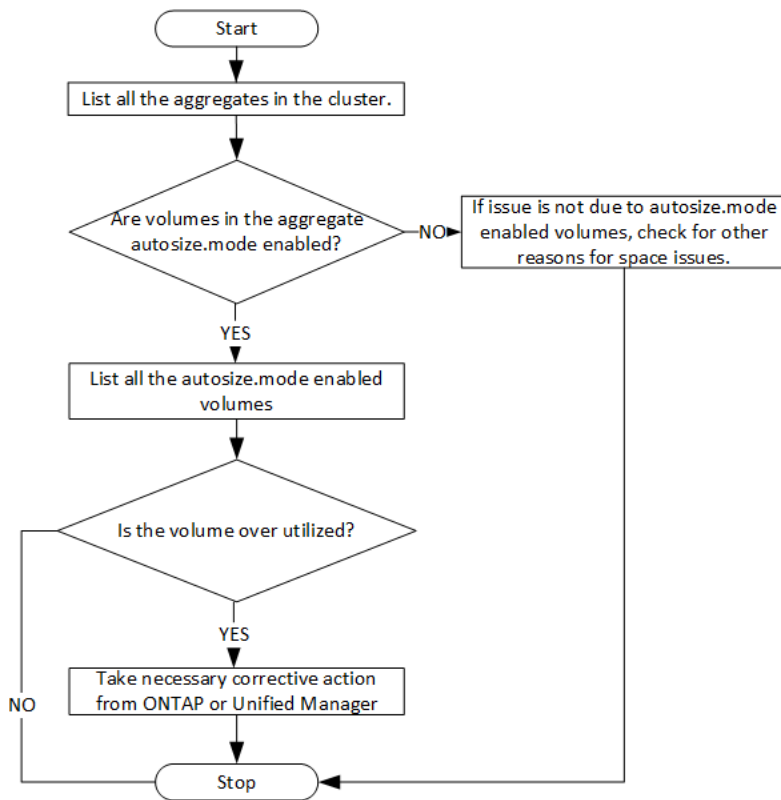 Start
List all the aggregates in the cluster.
Are volumes in the aggregate
autosize.mode enabled?
NO
If issue is not due to autosize.mode
enabled volumes, check for other
reasons for space issues.
YES
List all the autosize.mode enabled
volumes
Is the volume over utilized?
YES
Take necessary corrective action
from ONTAP or Unified Manager
NO
Stop